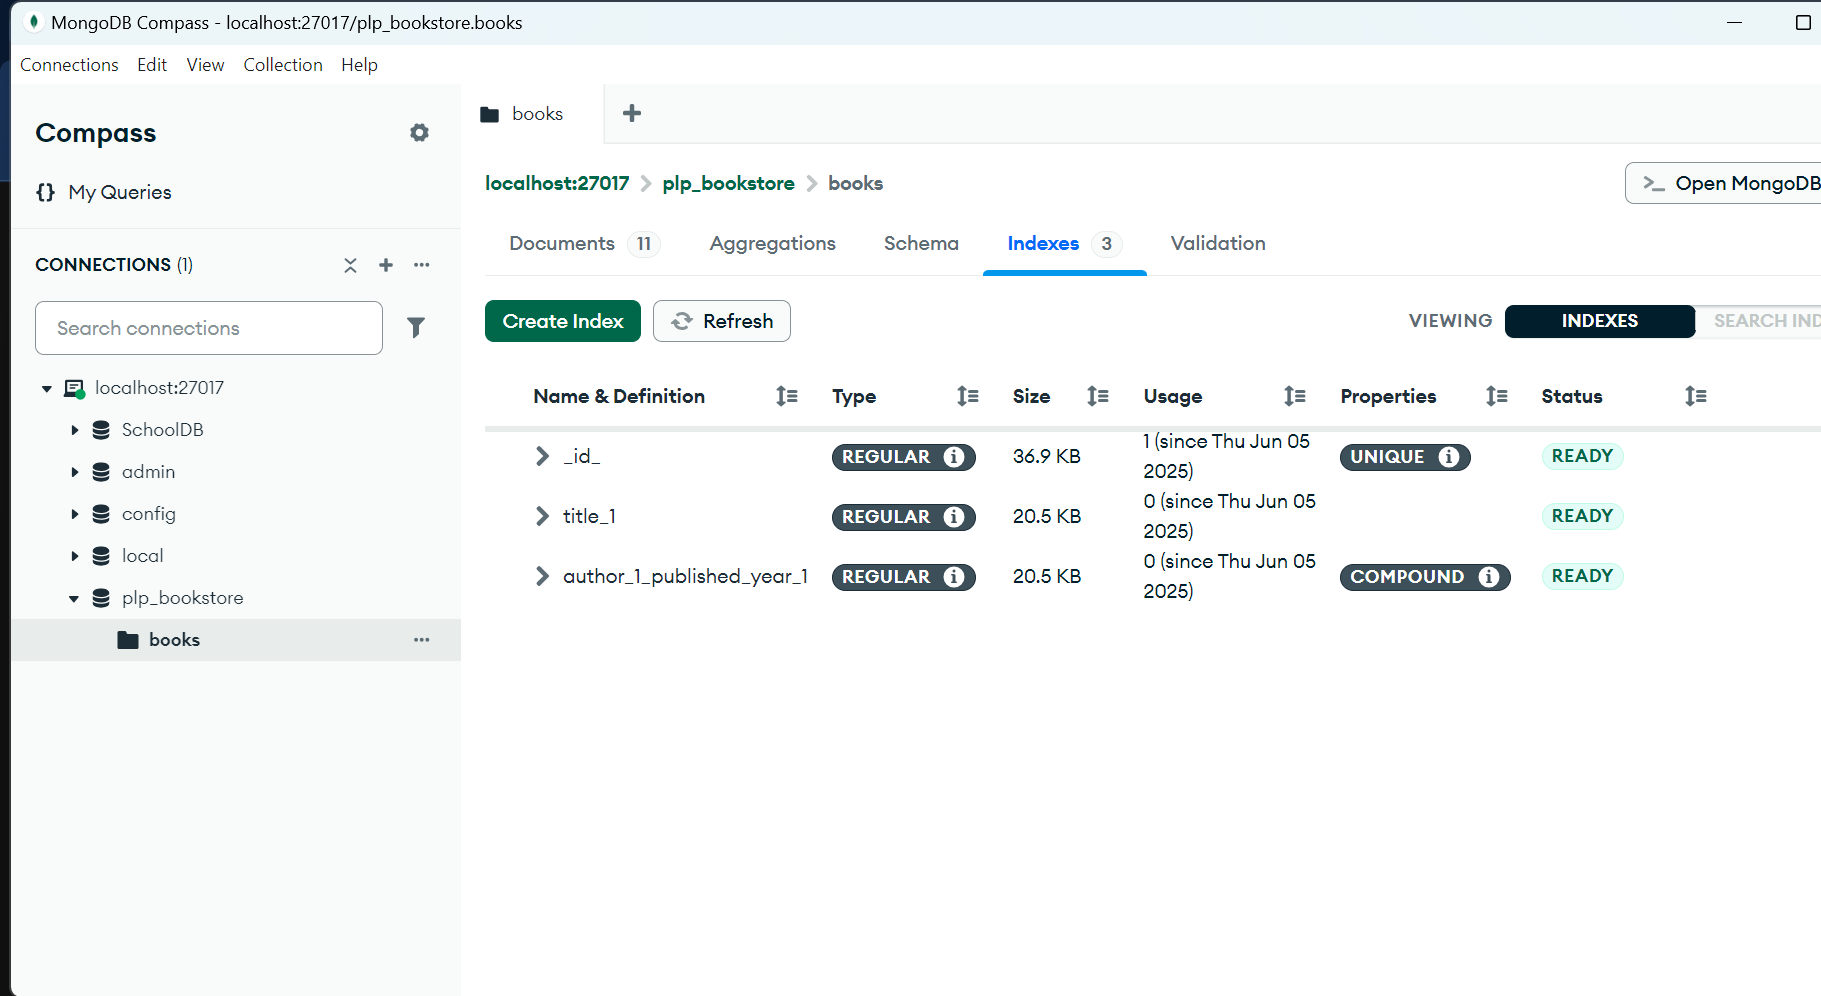 MongoDB Compass - localhost:27017/plp_bookstore.books
Connections Edit View Collection Help
Compass
{} My Queries
CONNECTIONS (1)
Search connections
localhost:27017
SchoolDB
admin
config
local
plp_bookstore
books
books
localhost:27017 > plp_bookstore > books
>_ Open MongoDB
Documents 11 Aggregations Schema Indexes 3 Validation
Create Index Refresh
VIEWING INDEXES SEARCH IND
Name & Definition Type Size Usage Properties Status
_id_ REGULAR 36.9 KB 1 (since Thu Jun 05 2025) UNIQUE READY
title_1 REGULAR 20.5 KB 0 (since Thu Jun 05 2025) READY
author_1_published_year_1 REGULAR 20.5 KB 0 (since Thu Jun 05 2025) COMPOUND READY